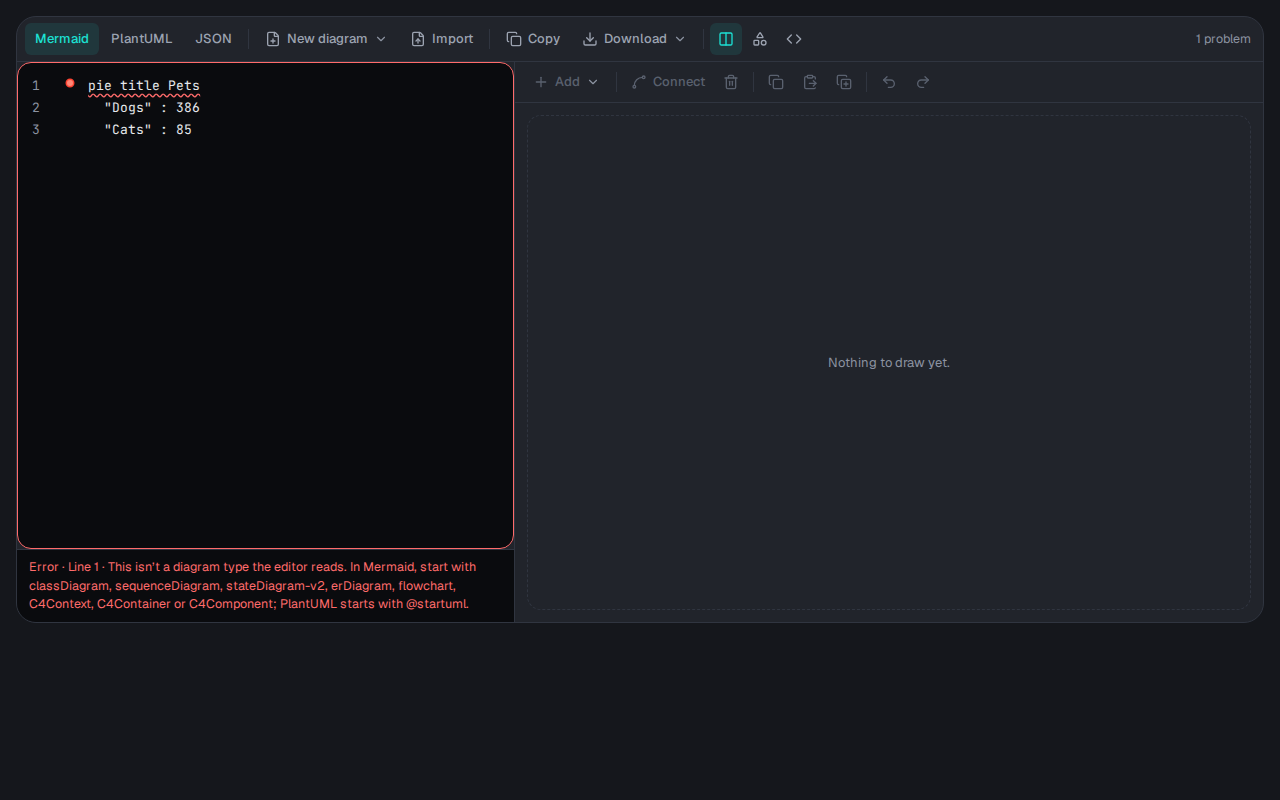 Mermaid PlantUML JSON New diagram Import Copy Download 1 problem
1 pie title Pets
2 "Dogs" : 386
3 "Cats" : 85
Error · Line 1 · This isn't a diagram type the editor reads. In Mermaid, start with
classDiagram, sequenceDiagram, stateDiagram-v2, erDiagram, flowchart,
C4Context, C4Container or C4Component; PlantUML starts with @startuml.
Add Connect
Nothing to draw yet.